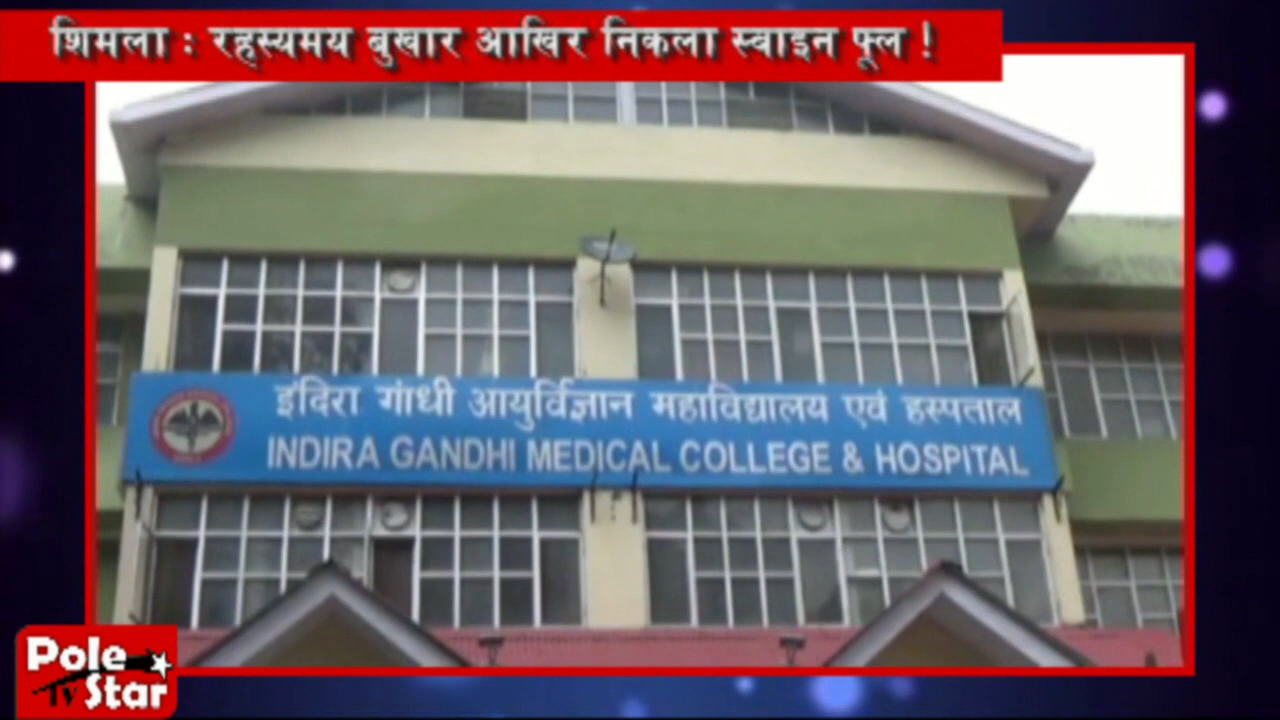 शिमला : रहस्यमय बुखार आखिर निकला स्वाइन फूल !
इंदिरा गांधी आयुर्विज्ञान महाविद्यालय एवं हस्पताल
INDIRA GANDHI MEDICAL COLLEGE & HOSPITAL
Pole
Tv Star